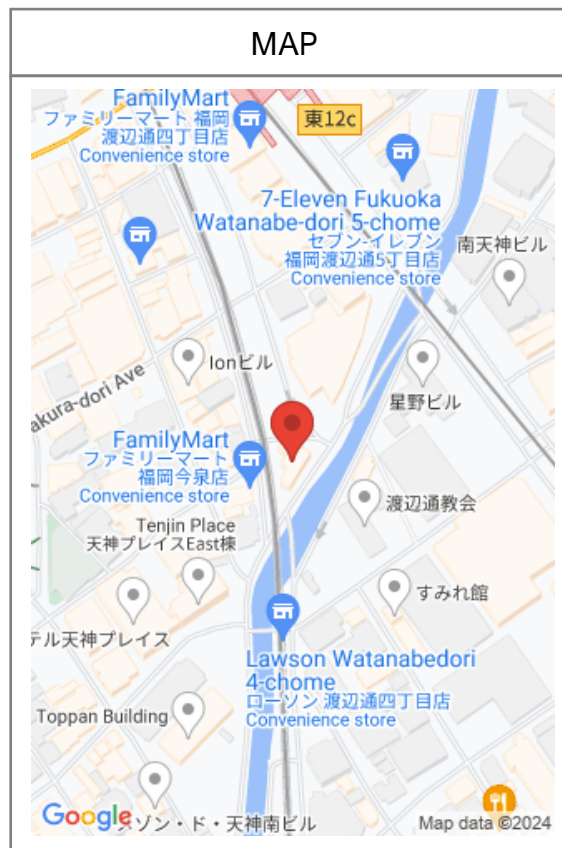 MAP
FamilyMart
ファミリーマート 福岡
渡辺通四丁目店
Convenience store
東12c
7-Eleven Fukuoka
Watanabe-dori 5-chome
セブン-イレブン
福岡渡辺通5丁目店
Convenience store
南天神ビル
Ionビル
akura-dori Ave
星野ビル
FamilyMart
ファミリーマート
福岡今泉店
Convenience store
渡辺通教会
Tenjin Place
天神プレイスEast棟
すみれ館
テル天神プレイス
Lawson Watanabedori
4-chome
ローソン 渡辺通四丁目店
Convenience store
Toppan Building
Google
メゾン・ド・天神南ビル
Map data ©2024